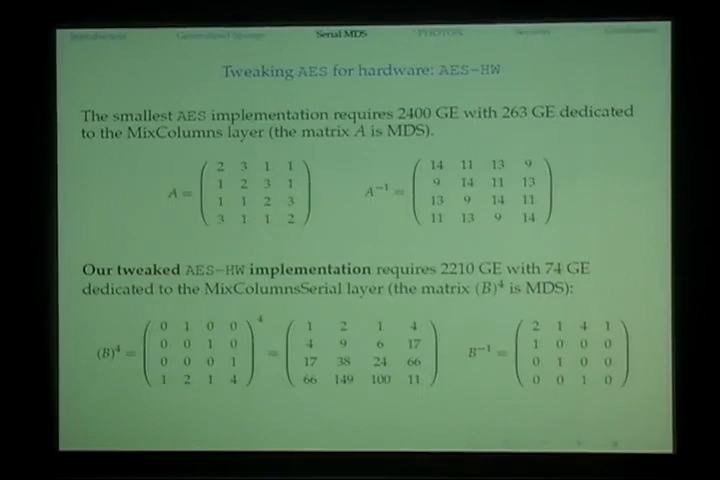 Introduction Generalized Sponge Serial MDS PHOTON Security Conclusion
Tweaking AES for hardware: AES-HW
The smallest AES implementation requires 2400 GE with 263 GE dedicated
to the MixColumns layer (the matrix A is MDS).
A = ( 2 3 1 1 ) A⁻¹ = ( 14 11 13 9 )
1 2 3 1 9 14 11 13
1 1 2 3 13 9 14 11
3 1 1 2 11 13 9 14
Our tweaked AES-HW implementation requires 2210 GE with 74 GE
dedicated to the MixColumnsSerial layer (the matrix (B)⁴ is MDS):
(B)⁴ = ( 0 1 0 0 )⁴ = ( 1 2 1 4 ) B⁻¹ = ( 2 1 4 1 )
0 0 1 0 4 9 6 17 1 0 0 0
0 0 0 1 17 38 24 66 0 1 0 0
1 2 1 4 66 149 100 11 0 0 1 0